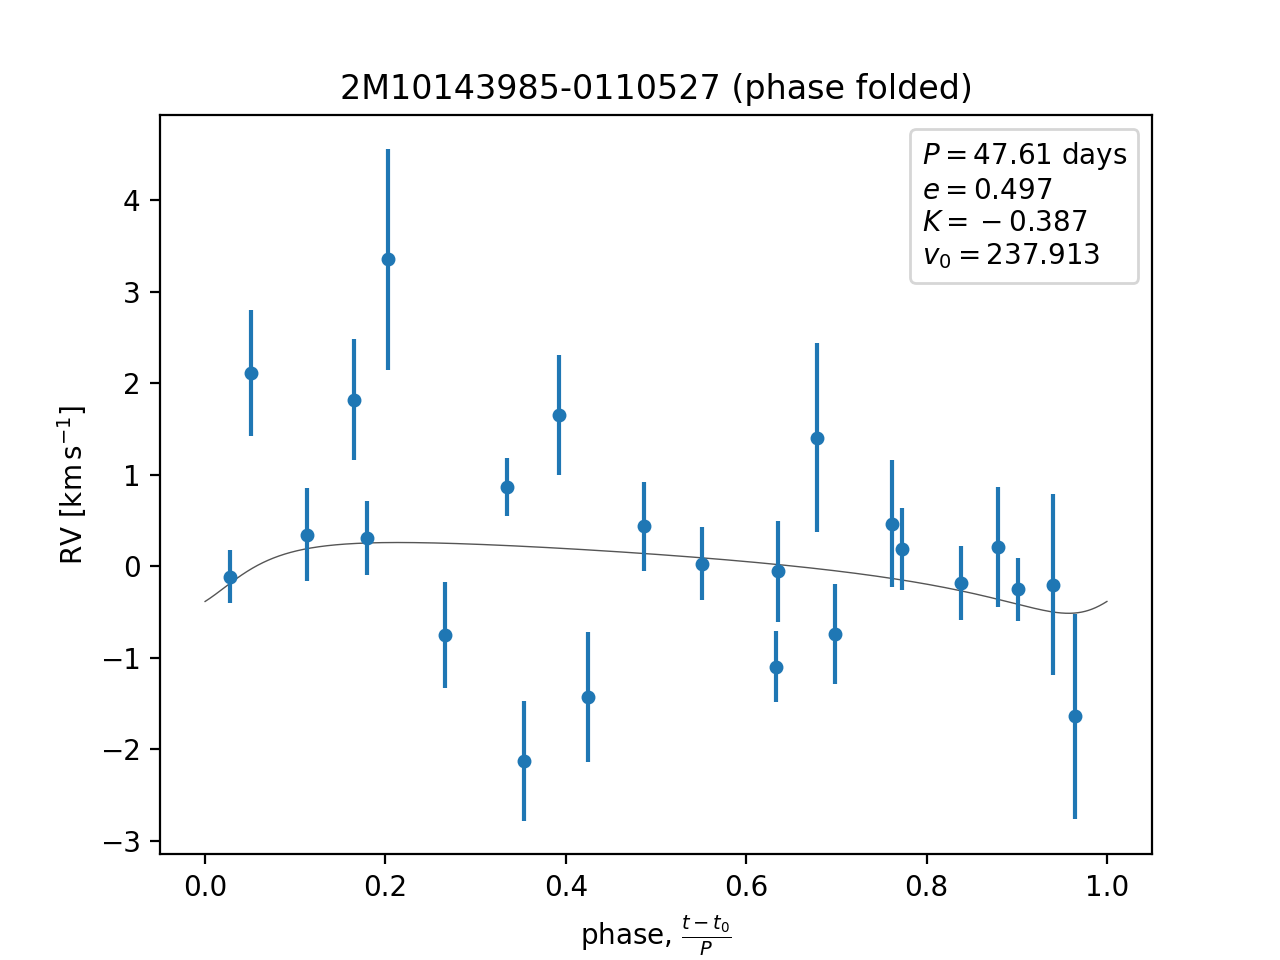 2M10143985-0110527 (phase folded)
P = 47.61 days
e = 0.497
K = −0.387
v₀ = 237.913
RV [km s⁻¹]
4
3
2
1
0
−1
−2
−3
0.0 0.2 0.4 0.6 0.8 1.0
phase, (t − t₀)/P